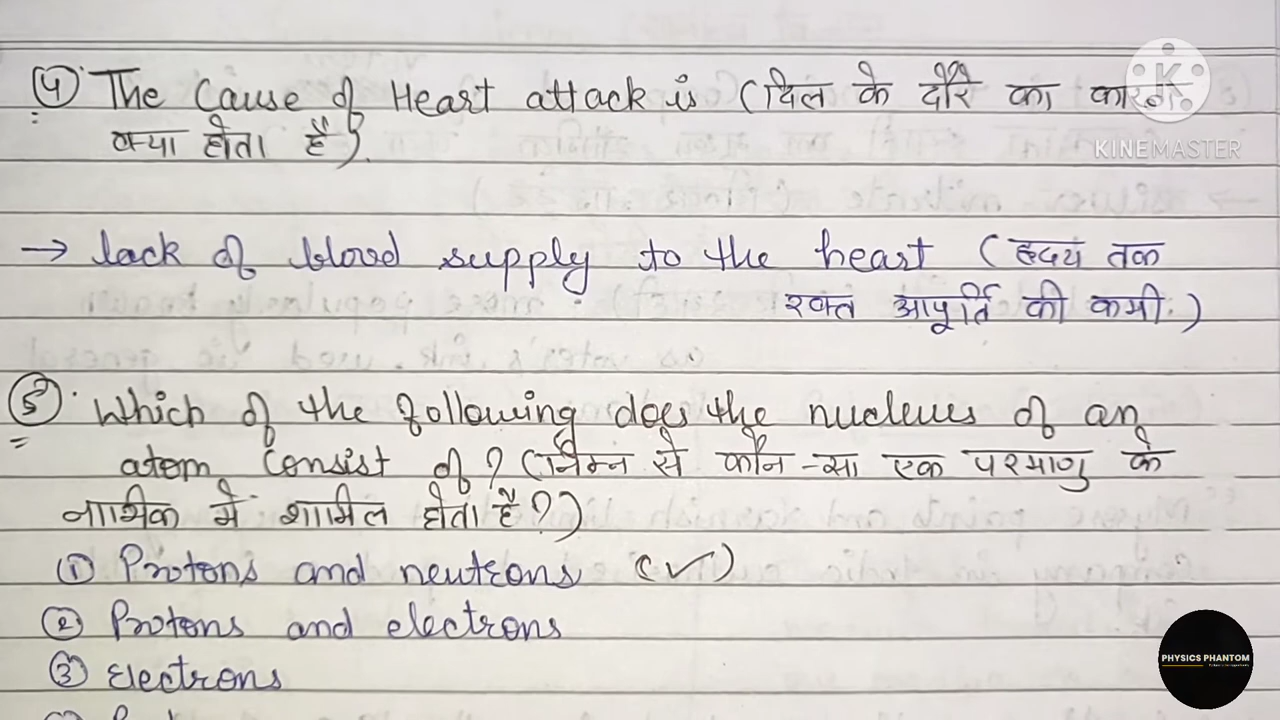 4) The Cause of Heart attack is (दिल के दौरे का कारण
क्या होता है)
KINEMASTER
→ lack of blood supply to the heart (हृदय तक
रक्त आपूर्ति की कमी.)
5) Which of the following does the nucleus of an
atom consist of? (निम्न से कौन-सा एक परमाणु के
नाभिक में शामिल होता है?)
① Protons and neutrons (✓)
② Protons and electrons
③ Electrons
PHYSICS PHANTOM